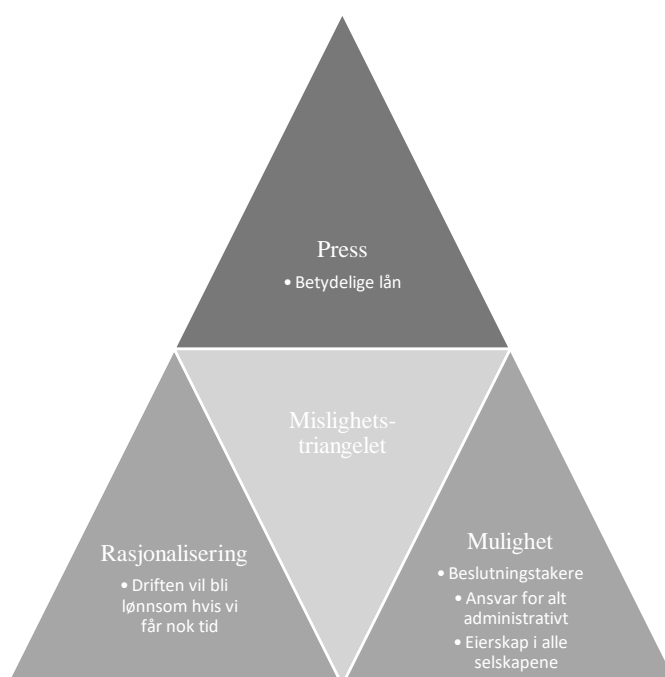 Press
• Betydelige lån
Mislighets-
triangelet
Rasjonalisering
• Driften vil bli
lønnsom hvis vi
får nok tid
Mulighet
• Beslutningstakere
• Ansvar for alt
administrativt
• Eierskap i alle
selskapene